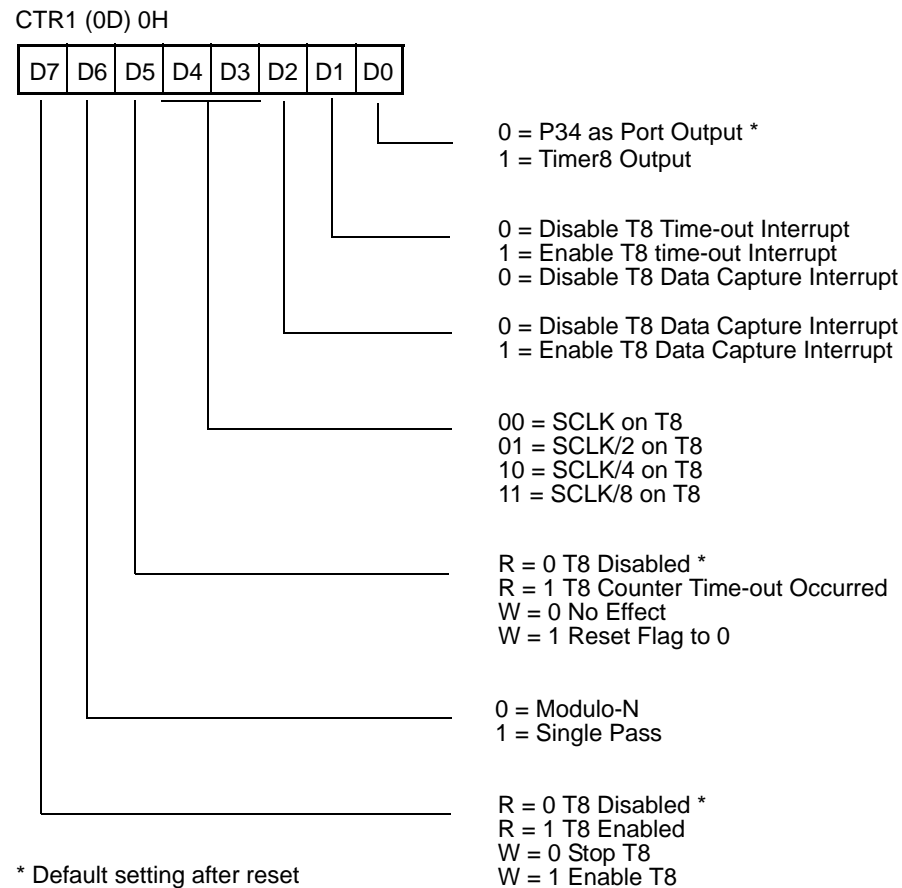 CTR1 (0D) 0H
D7 D6 D5 D4 D3 D2 D1 D0
0 = P34 as Port Output *
1 = Timer8 Output
0 = Disable T8 Time-out Interrupt
1 = Enable T8 time-out Interrupt
0 = Disable T8 Data Capture Interrupt
0 = Disable T8 Data Capture Interrupt
1 = Enable T8 Data Capture Interrupt
00 = SCLK on T8
01 = SCLK/2 on T8
10 = SCLK/4 on T8
11 = SCLK/8 on T8
R = 0 T8 Disabled *
R = 1 T8 Counter Time-out Occurred
W = 0 No Effect
W = 1 Reset Flag to 0
0 = Modulo-N
1 = Single Pass
R = 0 T8 Disabled *
R = 1 T8 Enabled
W = 0 Stop T8
W = 1 Enable T8
* Default setting after reset